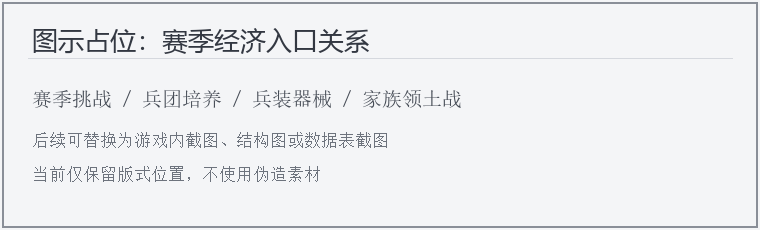 图示占位：赛季经济入口关系
赛季挑战 / 兵团培养 / 兵装器械 / 家族领土战
后续可替换为游戏内截图、结构图或数据表截图
当前仅保留版式位置，不使用伪造素材